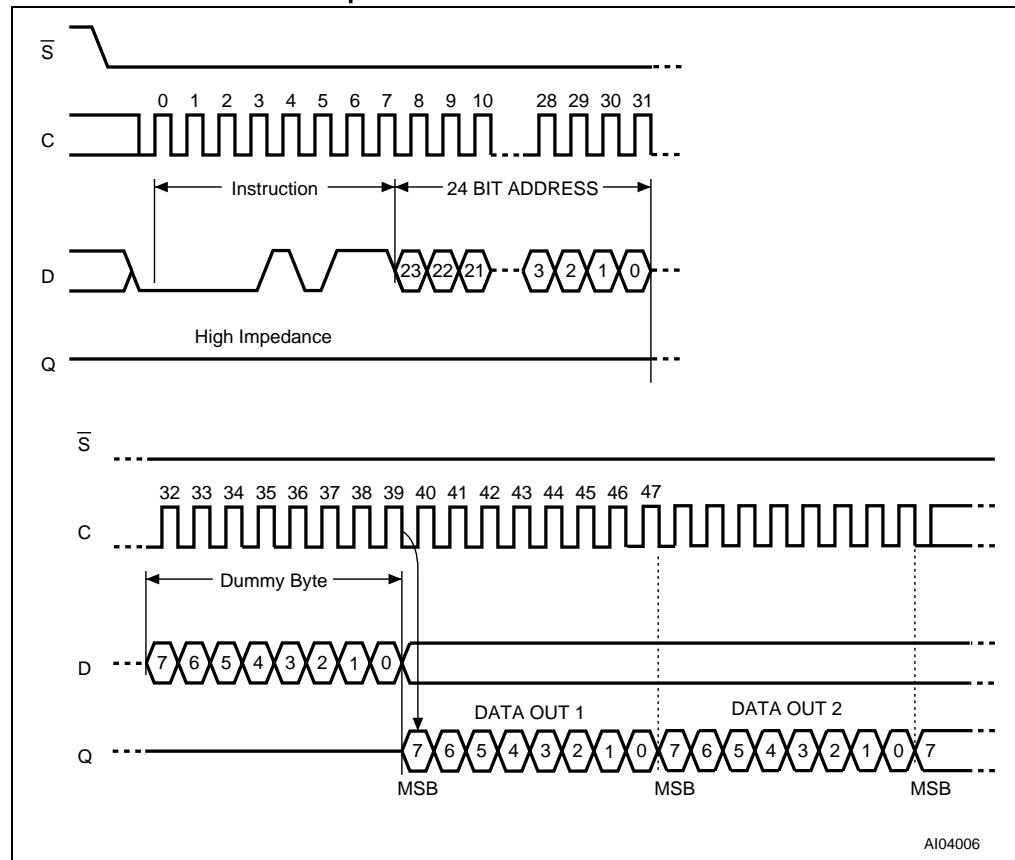 S
0 1 2 3 4 5 6 7 8 9 10 28 29 30 31
C
Instruction 24 BIT ADDRESS
D 23 22 21 3 2 1 0
High Impedance
Q
S
32 33 34 35 36 37 38 39 40 41 42 43 44 45 46 47
C
Dummy Byte
D 7 6 5 4 3 2 1 0
DATA OUT 1 DATA OUT 2
Q 7 6 5 4 3 2 1 0 7 6 5 4 3 2 1 0 7
MSB MSB MSB
AI04006